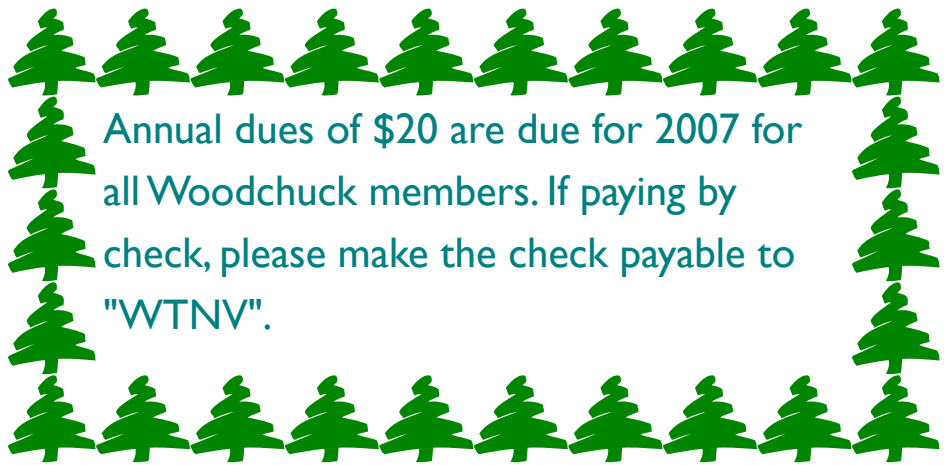 Annual dues of $20 are due for 2007 for
all Woodchuck members. If paying by
check, please make the check payable to
"WTNV".